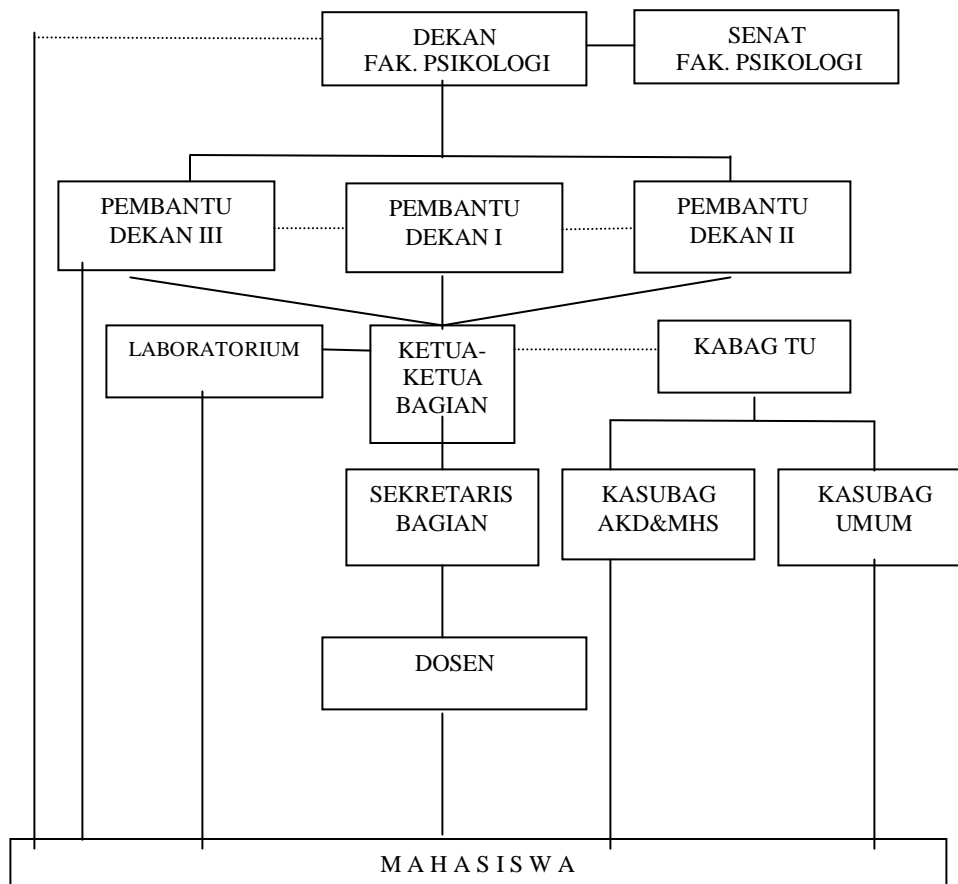 DEKAN
FAK. PSIKOLOGI
SENAT
FAK. PSIKOLOGI
PEMBANTU
DEKAN III
PEMBANTU
DEKAN I
PEMBANTU
DEKAN II
LABORATORIUM
KETUA-
KETUA
BAGIAN
KABAG TU
SEKRETARIS
BAGIAN
KASUBAG
AKD&MHS
KASUBAG
UMUM
DOSEN
M A H A S I S W A